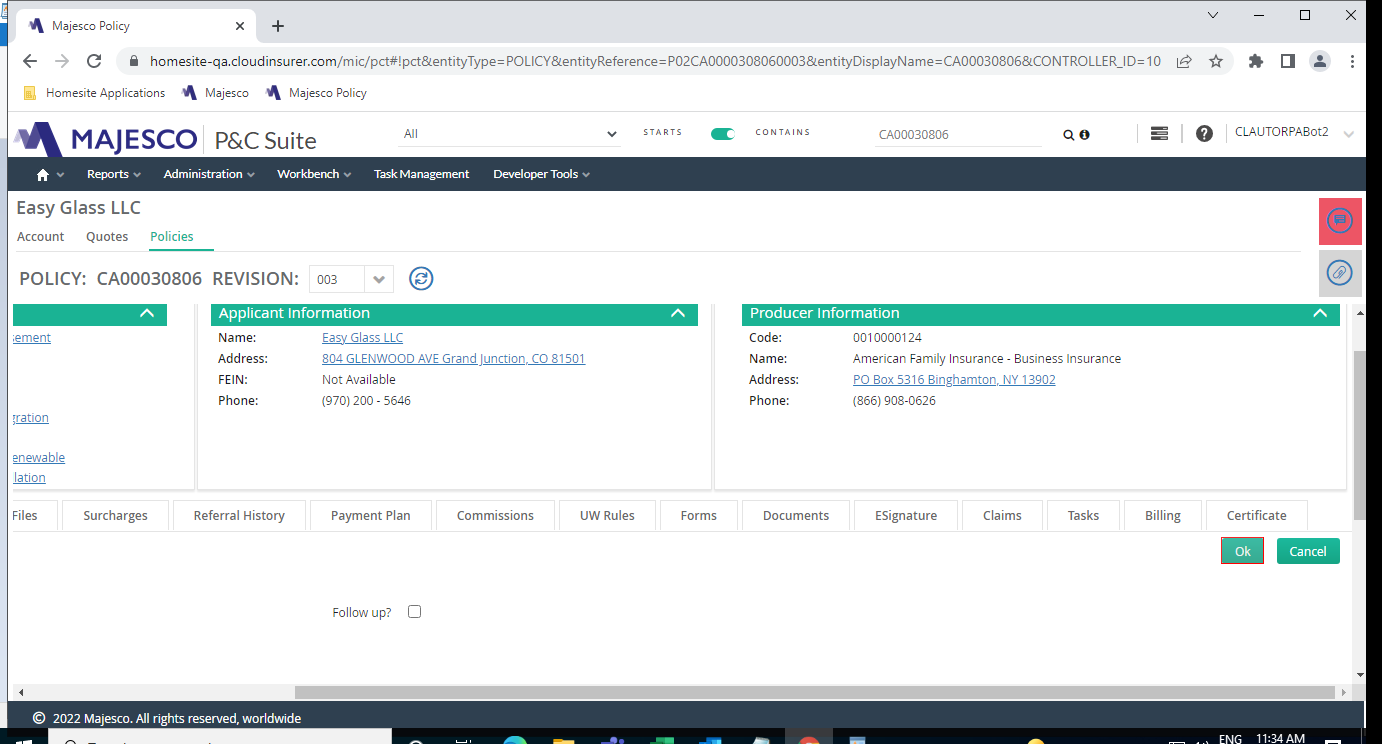 Majesco Policy
homesite-qa.cloudinsurer.com/mic/pct#!pct&entityType=POLICY&entityReference=P02CA0000308060003&entityDisplayName=CA00030806&CONTROLLER_ID=10
Homesite Applications Majesco Majesco Policy
MAJESCO P&C Suite All STARTS CONTAINS CA00030806 CLAUTORPABot2
Reports Administration Workbench Task Management Developer Tools
Easy Glass LLC
Account Quotes Policies
POLICY: CA00030806 REVISION: 003
Applicant Information
Name: Easy Glass LLC
Address: 804 GLENWOOD AVE Grand Junction, CO 81501
FEIN: Not Available
Phone: (970) 200 - 5646
Producer Information
Code: 0010000124
Name: American Family Insurance - Business Insurance
Address: PO Box 5316 Binghamton, NY 13902
Phone: (866) 908-0626
sement
gration
enewable
lation
Files Surcharges Referral History Payment Plan Commissions UW Rules Forms Documents ESignature Claims Tasks Billing Certificate
Ok Cancel
Follow up?
© 2022 Majesco. All rights reserved, worldwide
ENG 11:34 AM